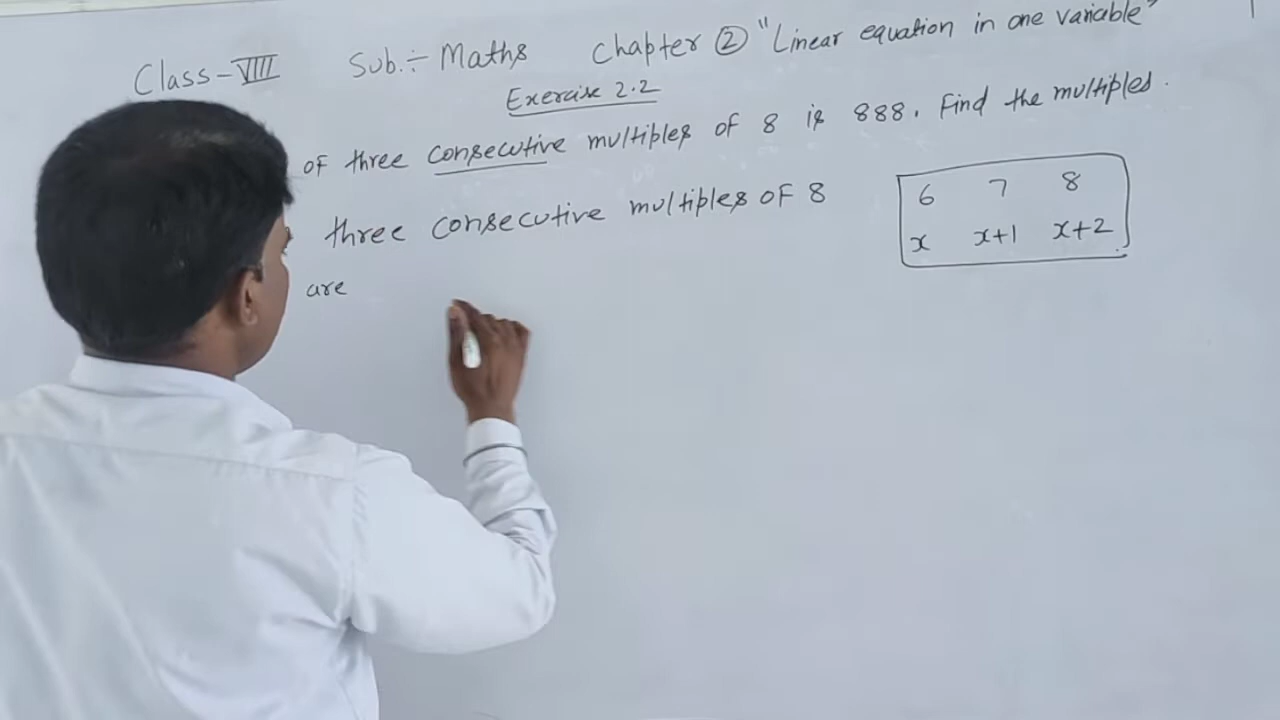 Class-VIII Sub.÷ Maths Chapter ② "Linear equation in one variable"
Exercise 2.2
of three consecutive multiples of 8 is 888. Find the multiples.
three consecutive multiples of 8
are
6 7 8
x x+1 x+2